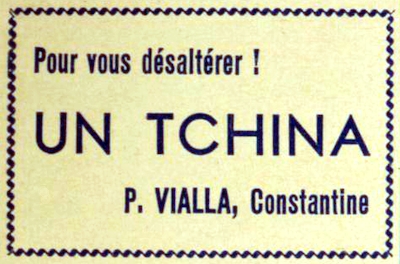 Pour vous désaltérer !
UN TCHINA
P. VIALLA, Constantine